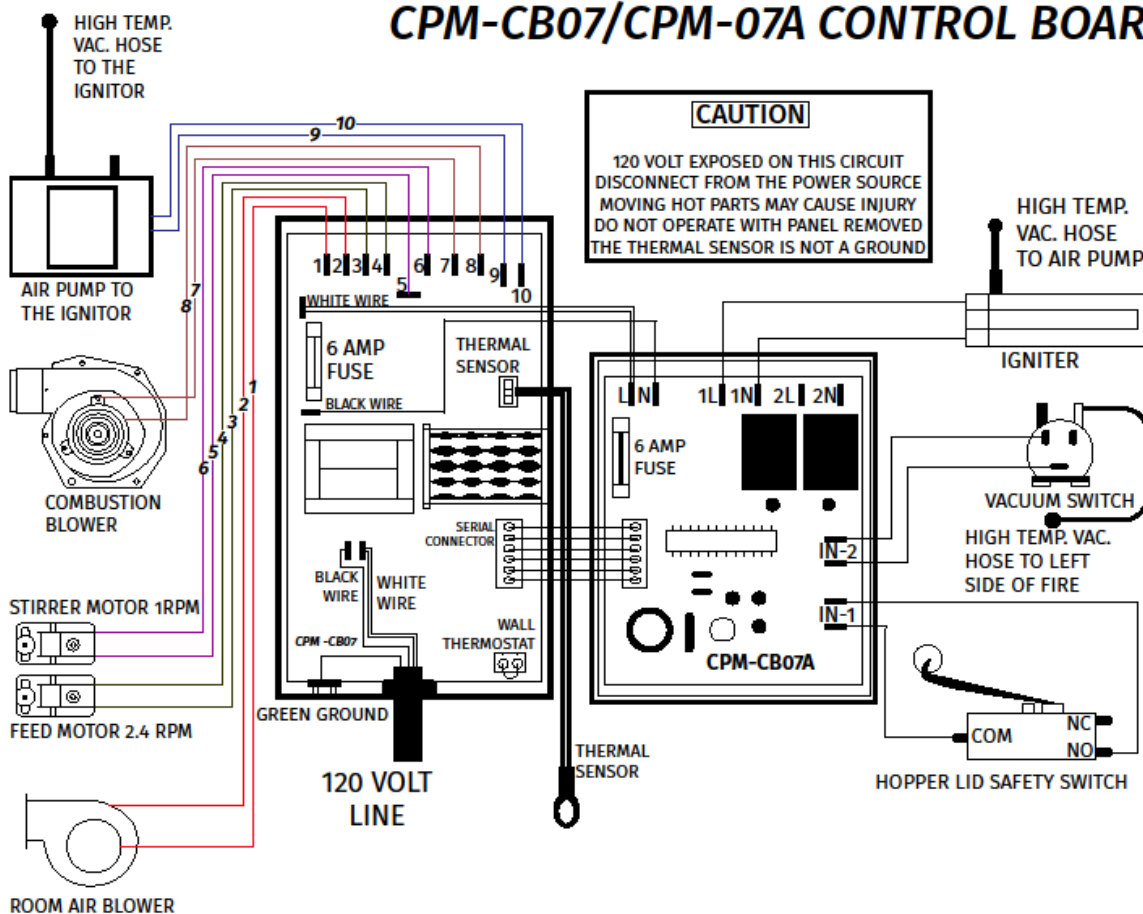 CPM-CB07/CPM-07A CONTROL BOAR
HIGH TEMP.
VAC. HOSE
TO THE
IGNITOR
CAUTION
120 VOLT EXPOSED ON THIS CIRCUIT
DISCONNECT FROM THE POWER SOURCE
MOVING HOT PARTS MAY CAUSE INJURY
DO NOT OPERATE WITH PANEL REMOVED
THE THERMAL SENSOR IS NOT A GROUND
10
9
HIGH TEMP.
VAC. HOSE
TO AIR PUMP
AIR PUMP TO
THE IGNITOR
7
8
1 2 3 4 5 6 7 8 9 10
WHITE WIRE
6 AMP
FUSE
THERMAL
SENSOR
BLACK WIRE
IGNITER
L N 1L 1N 2L 2N
6 AMP
FUSE
1
2
3
4
5
6
COMBUSTION
BLOWER
VACUUM SWITCH
HIGH TEMP. VAC.
HOSE TO LEFT
SIDE OF FIRE
SERIAL
CONNECTOR
IN-2
IN-1
BLACK
WIRE
WHITE
WIRE
STIRRER MOTOR 1RPM
CPM -CB07
WALL
THERMOSTAT
CPM-CB07A
FEED MOTOR 2.4 RPM
GREEN GROUND
COM
NC
NO
HOPPER LID SAFETY SWITCH
120 VOLT
LINE
THERMAL
SENSOR
ROOM AIR BLOWER